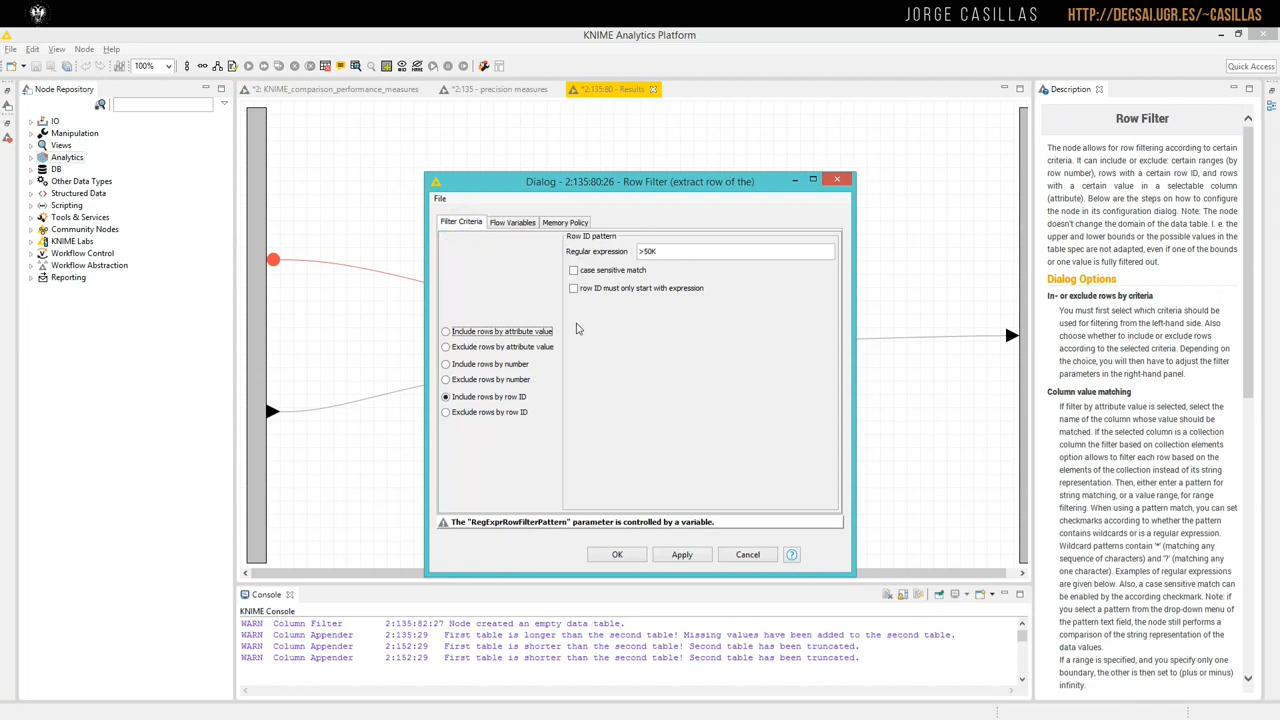 JORGE CASILLAS
HTTP://DECSAI.UGR.ES/~CASILLAS
KNIME Analytics Platform
File Edit View Node Help
100%
Quick Access
Node Repository
IO
Manipulation
Views
Analytics
DB
Other Data Types
Structured Data
Scripting
Tools & Services
Community Nodes
KNIME Labs
Workflow Control
Workflow Abstraction
Reporting
*2: KNIME_comparison_performance_measures
*2:135 - precision measures
*2:135:80 - Results
Dialog - 2:135:80:26 - Row Filter (extract row of the)
File
Filter Criteria Flow Variables Memory Policy
Row ID pattern
Regular expression >50K
case sensitive match
row ID must only start with expression
Include rows by attribute value
Exclude rows by attribute value
Include rows by number
Exclude rows by number
Include rows by row ID
Exclude rows by row ID
The "RegExprRowFilterPattern" parameter is controlled by a variable.
OK Apply Cancel
Console
KNIME Console
WARN Column Filter 2:135:82:27 Node created an empty data table.
WARN Column Appender 2:135:29 First table is longer than the second table! Missing values have been added to the second table.
WARN Column Appender 2:152:29 First table is shorter than the second table! Second table has been truncated.
WARN Column Appender 2:152:29 First table is shorter than the second table! Second table has been truncated.
Description
Row Filter
The node allows for row filtering according to certain
criteria. It can include or exclude: certain ranges (by
row number), rows with a certain row ID, and rows
with a certain value in a selectable column
(attribute). Below are the steps on how to configure
the node in its configuration dialog. Note: The node
doesn't change the domain of the data table. I. e. the
upper and lower bounds or the possible values in the
table spec are not adapted, even if one of the bounds
or one value is fully filtered out.
Dialog Options
In- or exclude rows by criteria
You must first select which criteria should be
used for filtering from the left-hand side. Also
choose whether to include or exclude rows
according to the selected criteria. Depending on
the choice, you will then have to adjust the filter
parameters in the right-hand panel.
Column value matching
If filter by attribute value is selected, select the
name of the column whose value should be
matched. If the selected column is a collection
column the filter based on collection elements
option allows to filter each row based on the
elements of the collection instead of its string
representation. Then, either enter a pattern for
string matching, or a value range, for range
filtering. When using a pattern match, you can set
checkmarks according to whether the pattern
contains wildcards or is a regular expression.
Wildcard patterns contain '*' (matching any
sequence of characters) and '?' (matching any
one character). Examples of regular expressions
are given below. Also, a case sensitive match can
be enabled by the according checkmark. Note: if
you select a pattern from the drop-down menu of
the pattern text field, the node still performs a
comparison of the string representation of the
data values.
If a range is specified, and you specify only one
boundary, the other is then set to (plus or minus)
infinity.